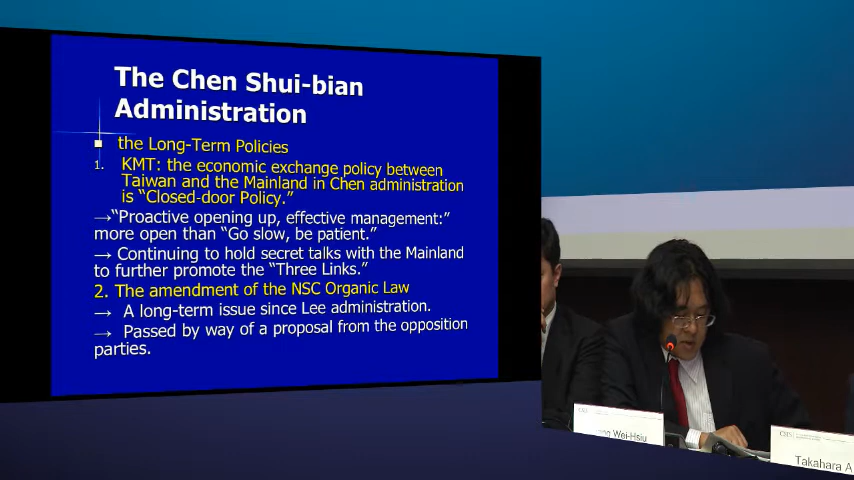 The Chen Shui-bian
Administration
the Long-Term Policies
1. KMT: the economic exchange policy between
Taiwan and the Mainland in Chen administration
is “Closed-door Policy.”
→“Proactive opening up, effective management:”
more open than “Go slow, be patient.”
→ Continuing to hold secret talks with the Mainland
to further promote the “Three Links.”
2. The amendment of the NSC Organic Law
→ A long-term issue since Lee administration.
→ Passed by way of a proposal from the opposition
parties.
CSIS
Wei-Hsiu
CSIS
Takahara A